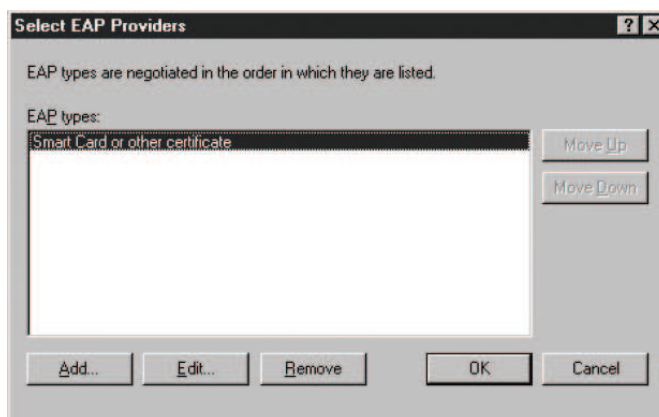 Select EAP Providers
EAP types are negotiated in the order in which they are listed.
EAP types:
Smart Card or other certificate
Move Up
Move Down
Add...
Edit...
Remove
OK
Cancel